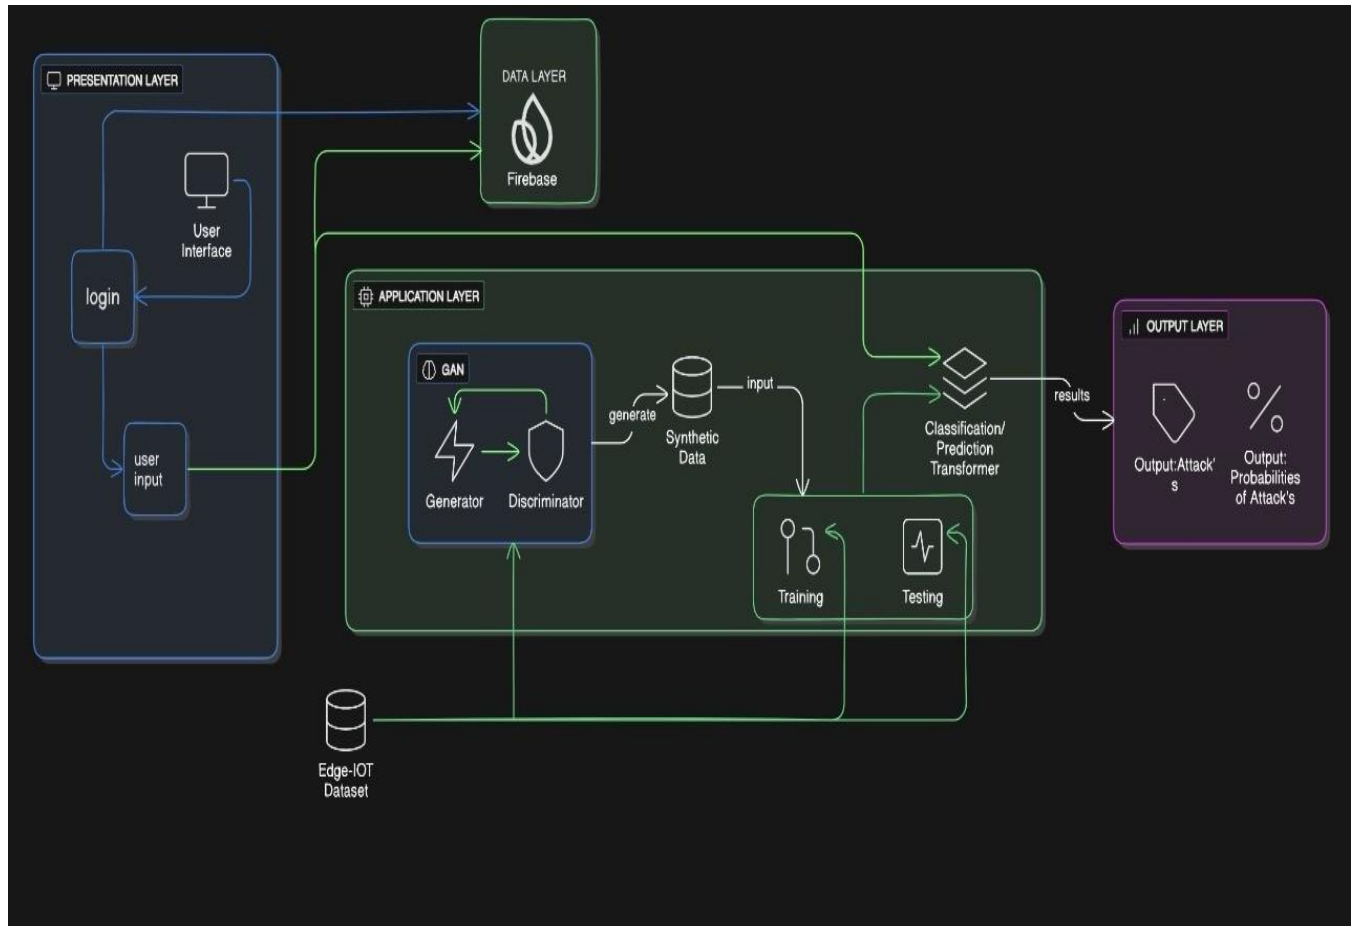 PRESENTATION LAYER
User
Interface
login
user
input
DATA LAYER
Firebase
APPLICATION LAYER
GAN
Generator
Discriminator
generate
Synthetic
Data
input
Classification/
Prediction
Transformer
Training
Testing
results
OUTPUT LAYER
Output:Attack'
s
Output:
Probabilities
of Attack's
Edge-IOT
Dataset